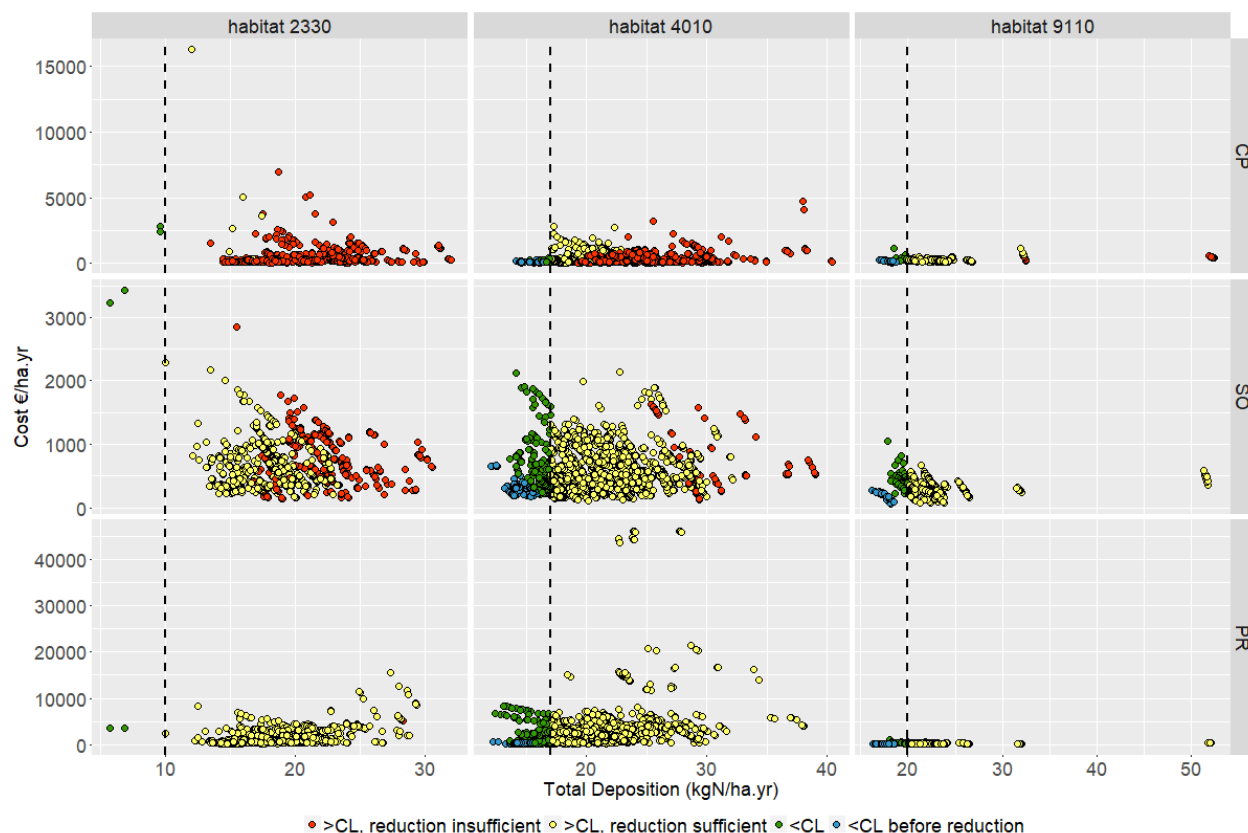 habitat 2330 habitat 4010 habitat 9110
15000
10000
5000
0
CP
3000
2000
1000
0
SO
40000
30000
20000
10000
0
PR
Cost €/ha.yr
10 20 30 20 30 40 20 30 40 50
Total Deposition (kgN/ha.yr)
>CL, reduction insufficient >CL, reduction sufficient <CL <CL before reduction